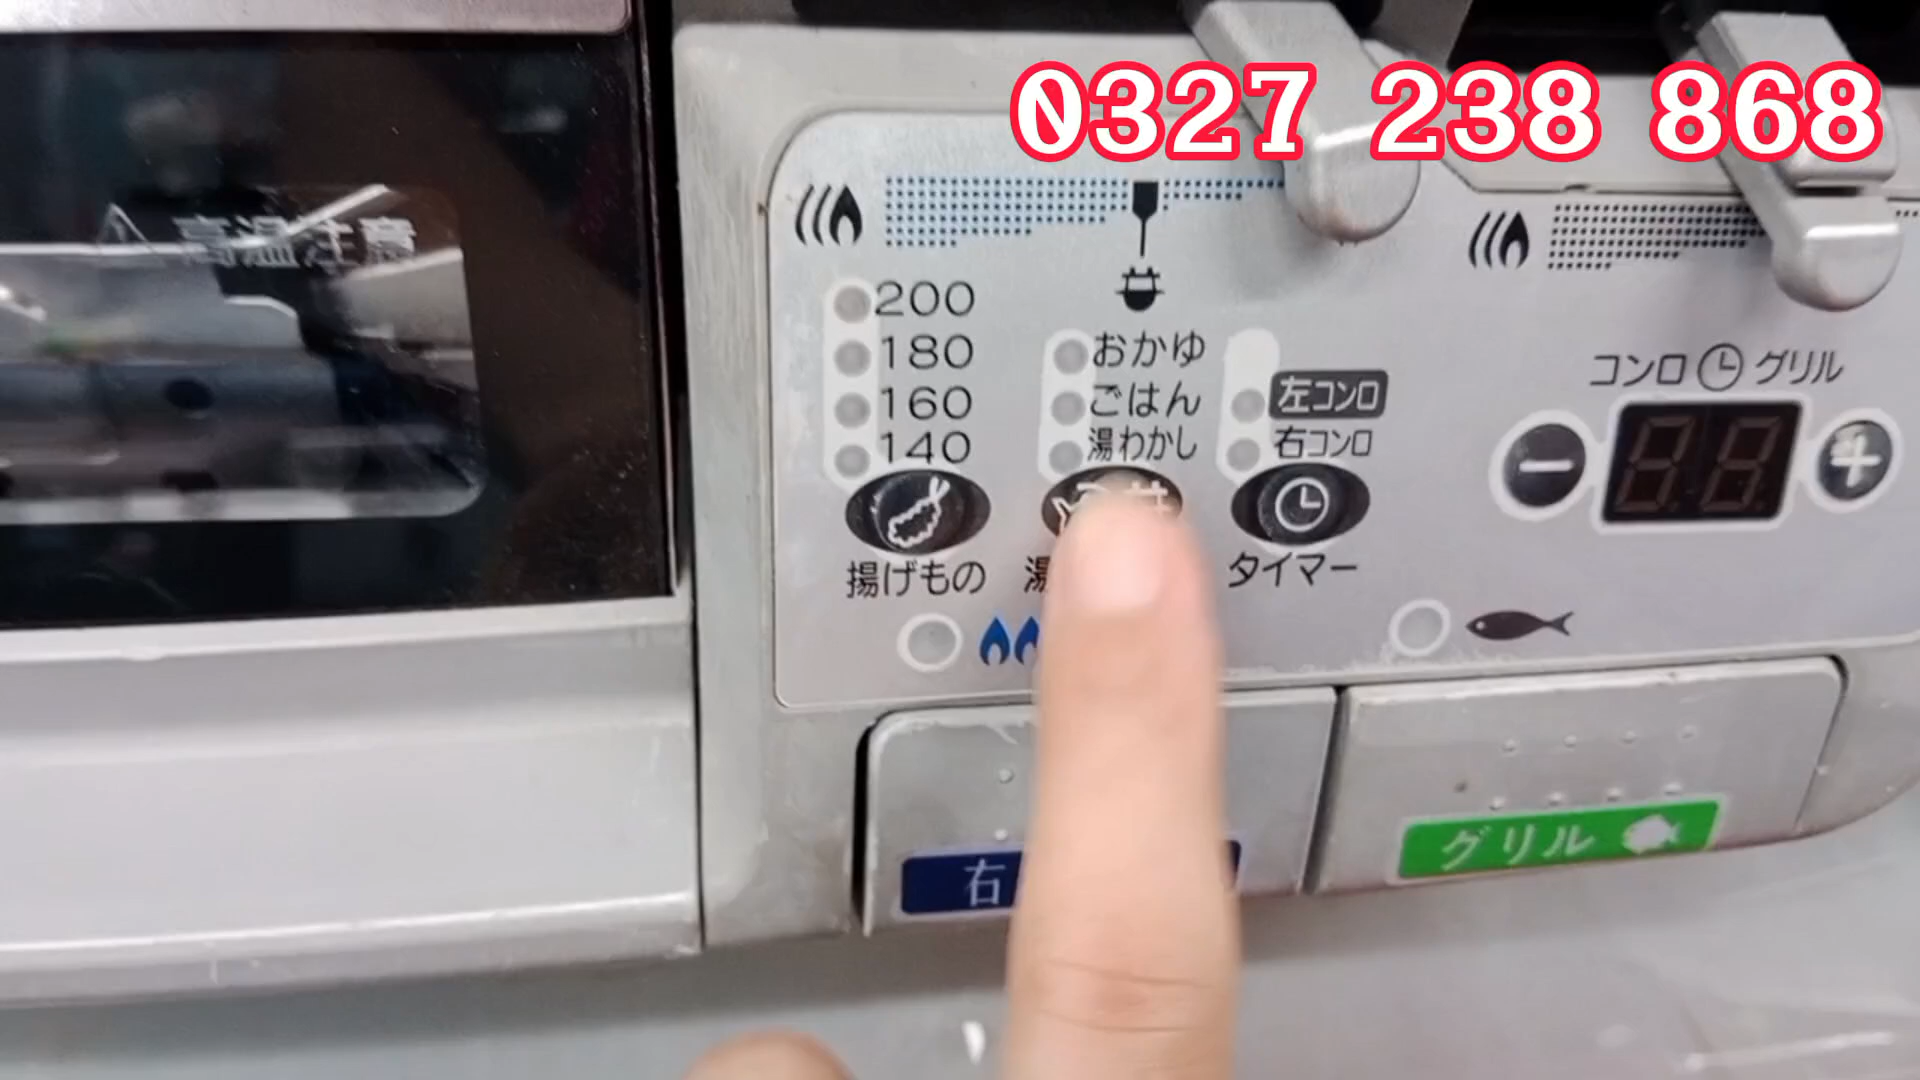 0327 238 868
高温注意
200
180
160
140
おかゆ
ごはん
湯わかし
左コンロ
右コンロ
コンロ グリル
88
揚げもの
湯
タイマー
右
グリル